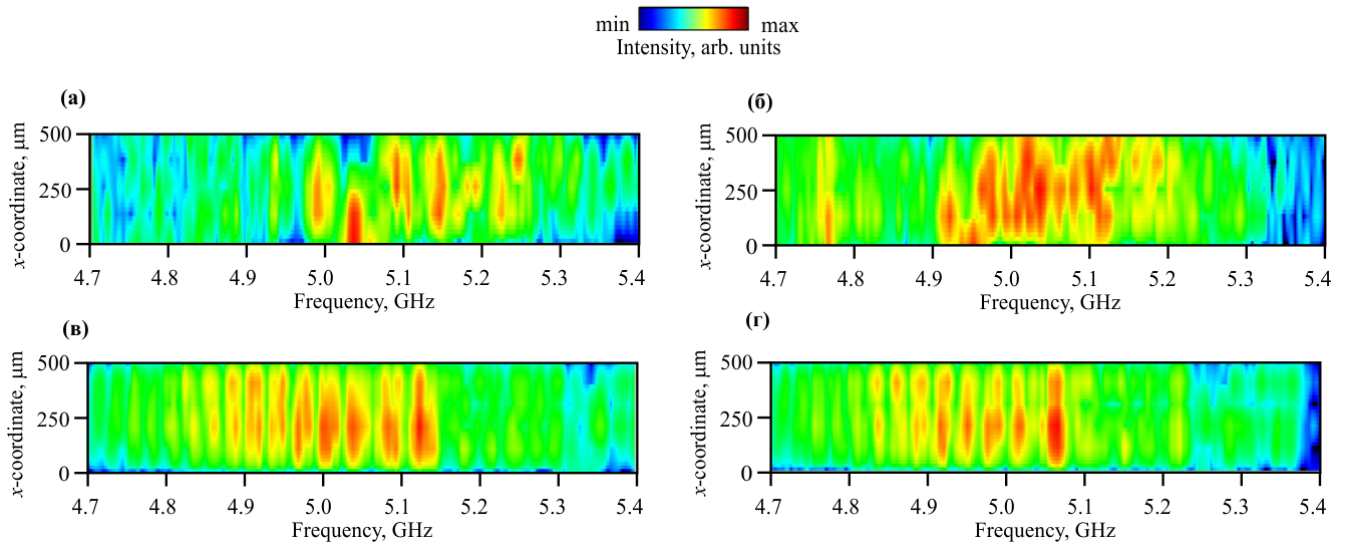 min max
Intensity, arb. units
(а) (б)
500 500
250 250
0 0
x-coordinate, µm x-coordinate, µm
4.7 4.8 4.9 5.0 5.1 5.2 5.3 5.4 4.7 4.8 4.9 5.0 5.1 5.2 5.3 5.4
Frequency, GHz Frequency, GHz
(в) (г)
500 500
250 250
0 0
x-coordinate, µm x-coordinate, µm
4.7 4.8 4.9 5.0 5.1 5.2 5.3 5.4 4.7 4.8 4.9 5.0 5.1 5.2 5.3 5.4
Frequency, GHz Frequency, GHz